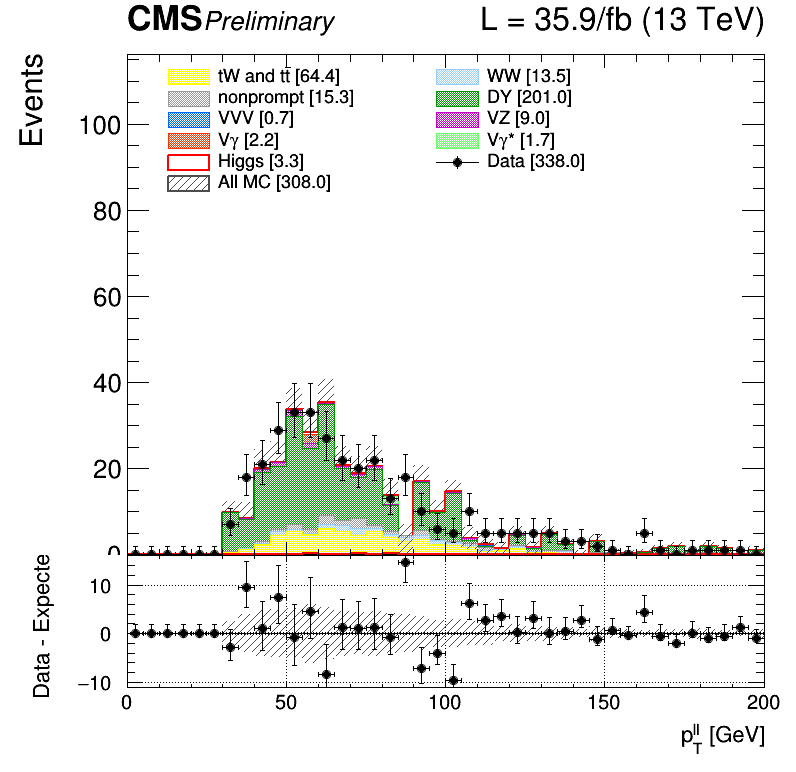 CMS Preliminary L = 35.9/fb (13 TeV)
Events
tW and tt̄ [64.4] WW [13.5]
nonprompt [15.3] DY [201.0]
VVV [0.7] VZ [9.0]
Vγ [2.2] Vγ* [1.7]
Higgs [3.3] Data [338.0]
All MC [308.0]
100
80
60
40
20
0
Data - Expecte
10
0
−10
0 50 100 150 200
p_T^ll [GeV]